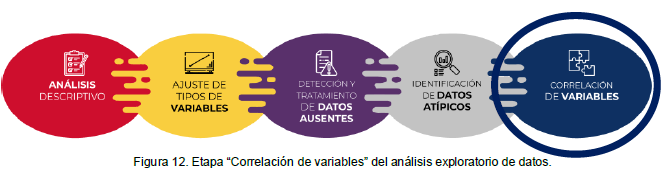 ANÁLISIS
DESCRIPTIVO
AJUSTE DE
TIPOS DE
VARIABLES
DETECCIÓN Y
TRATAMIENTO
DE DATOS
AUSENTES
IDENTIFICACIÓN
DE DATOS
ATÍPICOS
CORRELACIÓN
DE VARIABLES
Figura 12. Etapa “Correlación de variables” del análisis exploratorio de datos.